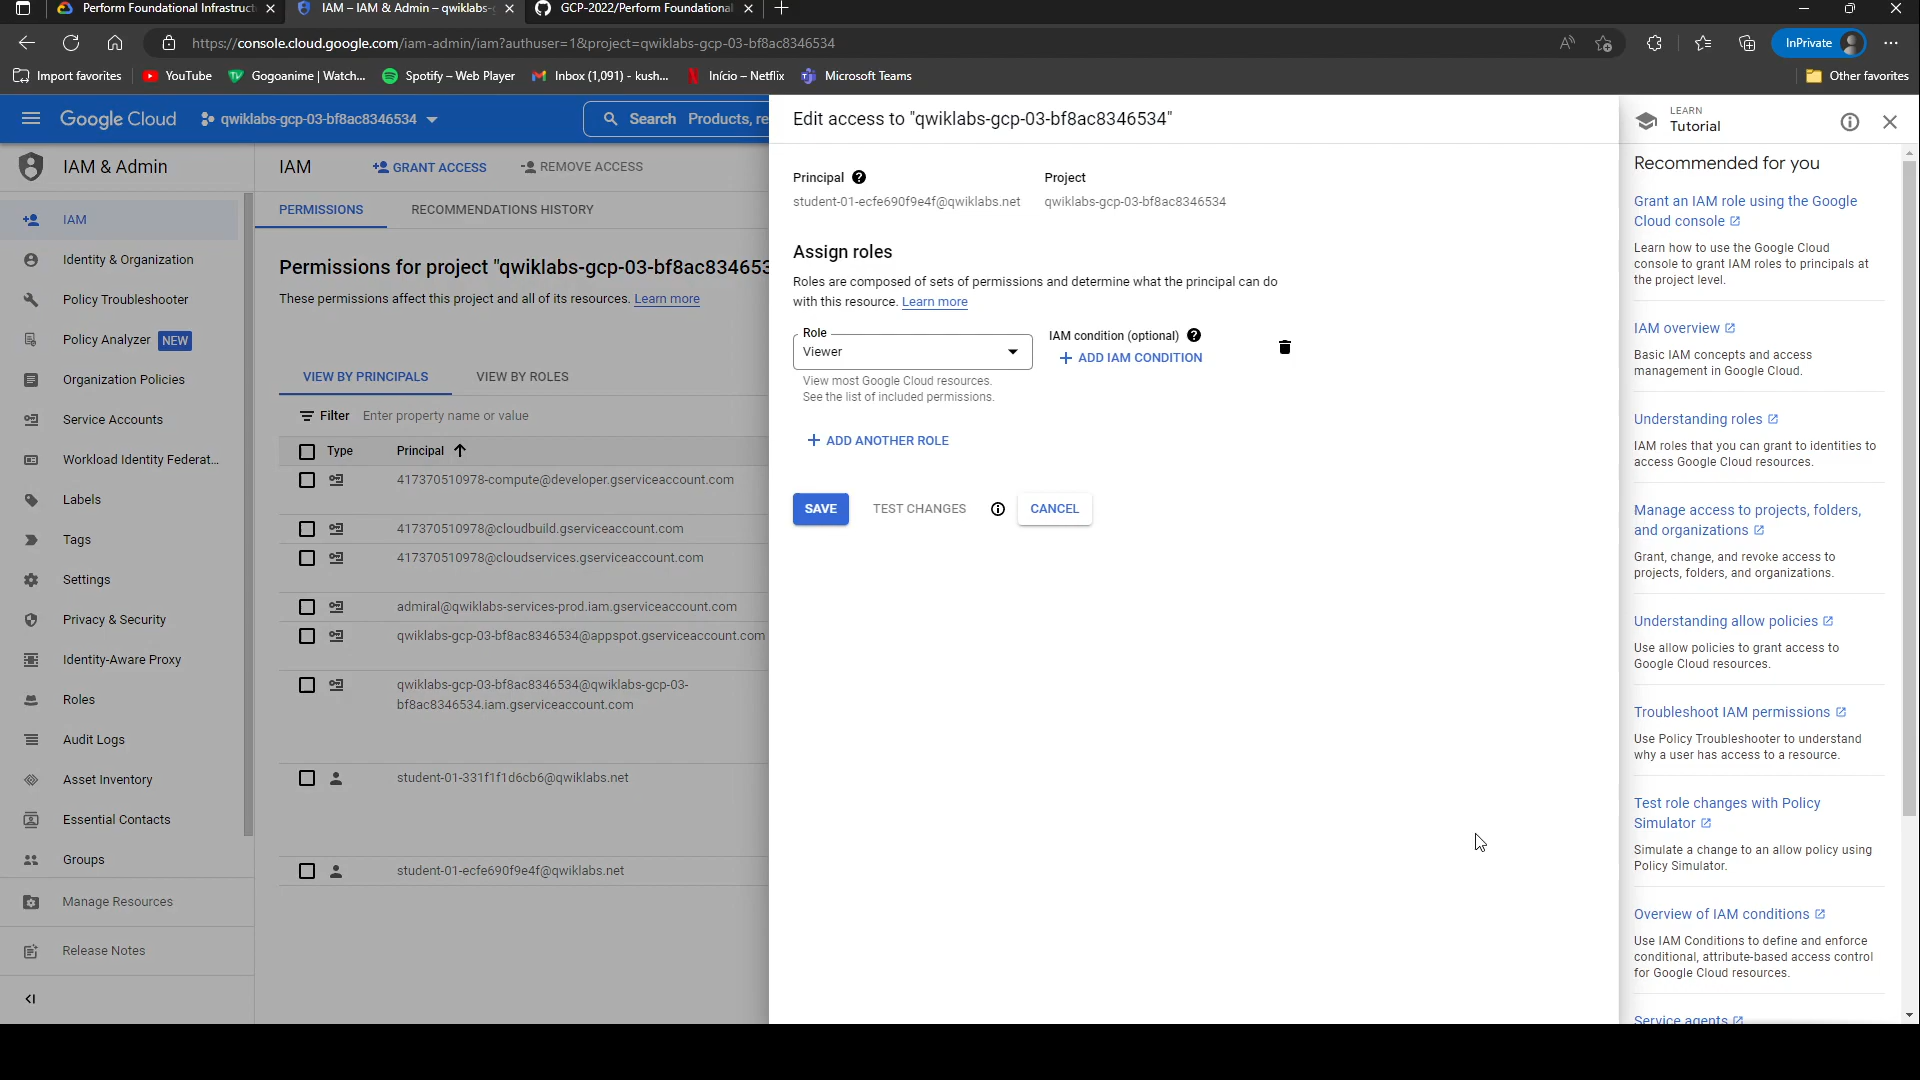 Perform Foundational Infrastruct
IAM – IAM & Admin – qwiklabs-
GCP-2022/Perform Foundational
https://console.cloud.google.com/iam-admin/iam?authuser=1&project=qwiklabs-gcp-03-bf8ac8346534
InPrivate
Import favorites
YouTube
Gogoanime | Watch...
Spotify – Web Player
Inbox (1,091) - kush...
Início – Netflix
Microsoft Teams
Other favorites
Google Cloud
qwiklabs-gcp-03-bf8ac8346534
Search Products, re
IAM & Admin
IAM
Identity & Organization
Policy Troubleshooter
Policy Analyzer NEW
Organization Policies
Service Accounts
Workload Identity Federat...
Labels
Tags
Settings
Privacy & Security
Identity-Aware Proxy
Roles
Audit Logs
Asset Inventory
Essential Contacts
Groups
Manage Resources
Release Notes
IAM
GRANT ACCESS
REMOVE ACCESS
PERMISSIONS
RECOMMENDATIONS HISTORY
Permissions for project "qwiklabs-gcp-03-bf8ac834653
These permissions affect this project and all of its resources. Learn more
VIEW BY PRINCIPALS
VIEW BY ROLES
Filter Enter property name or value
Type Principal
417370510978-compute@developer.gserviceaccount.com
417370510978@cloudbuild.gserviceaccount.com
417370510978@cloudservices.gserviceaccount.com
admiral@qwiklabs-services-prod.iam.gserviceaccount.com
qwiklabs-gcp-03-bf8ac8346534@appspot.gserviceaccount.com
qwiklabs-gcp-03-bf8ac8346534@qwiklabs-gcp-03-
bf8ac8346534.iam.gserviceaccount.com
student-01-331f1f1d6cb6@qwiklabs.net
student-01-ecfe690f9e4f@qwiklabs.net
Edit access to "qwiklabs-gcp-03-bf8ac8346534"
Principal
student-01-ecfe690f9e4f@qwiklabs.net
Project
qwiklabs-gcp-03-bf8ac8346534
Assign roles
Roles are composed of sets of permissions and determine what the principal can do
with this resource. Learn more
Role
Viewer
View most Google Cloud resources.
See the list of included permissions.
IAM condition (optional)
ADD IAM CONDITION
ADD ANOTHER ROLE
SAVE
TEST CHANGES
CANCEL
LEARN
Tutorial
Recommended for you
Grant an IAM role using the Google
Cloud console
Learn how to use the Google Cloud
console to grant IAM roles to principals at
the project level.
IAM overview
Basic IAM concepts and access
management in Google Cloud.
Understanding roles
IAM roles that you can grant to identities to
access Google Cloud resources.
Manage access to projects, folders,
and organizations
Grant, change, and revoke access to
projects, folders, and organizations.
Understanding allow policies
Use allow policies to grant access to
Google Cloud resources.
Troubleshoot IAM permissions
Use Policy Troubleshooter to understand
why a user has access to a resource.
Test role changes with Policy
Simulator
Simulate a change to an allow policy using
Policy Simulator.
Overview of IAM conditions
Use IAM Conditions to define and enforce
conditional, attribute-based access control
for Google Cloud resources.
Service agents